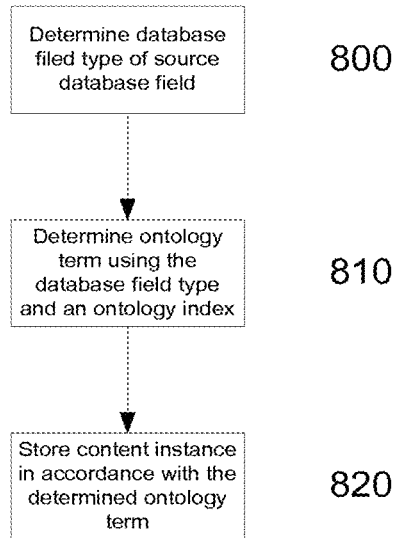 Determine database
filed type of source
database field
800
Determine ontology
term using the
database field type
and an ontology index
810
Store content instance
in accordance with the
determined ontology
term
820